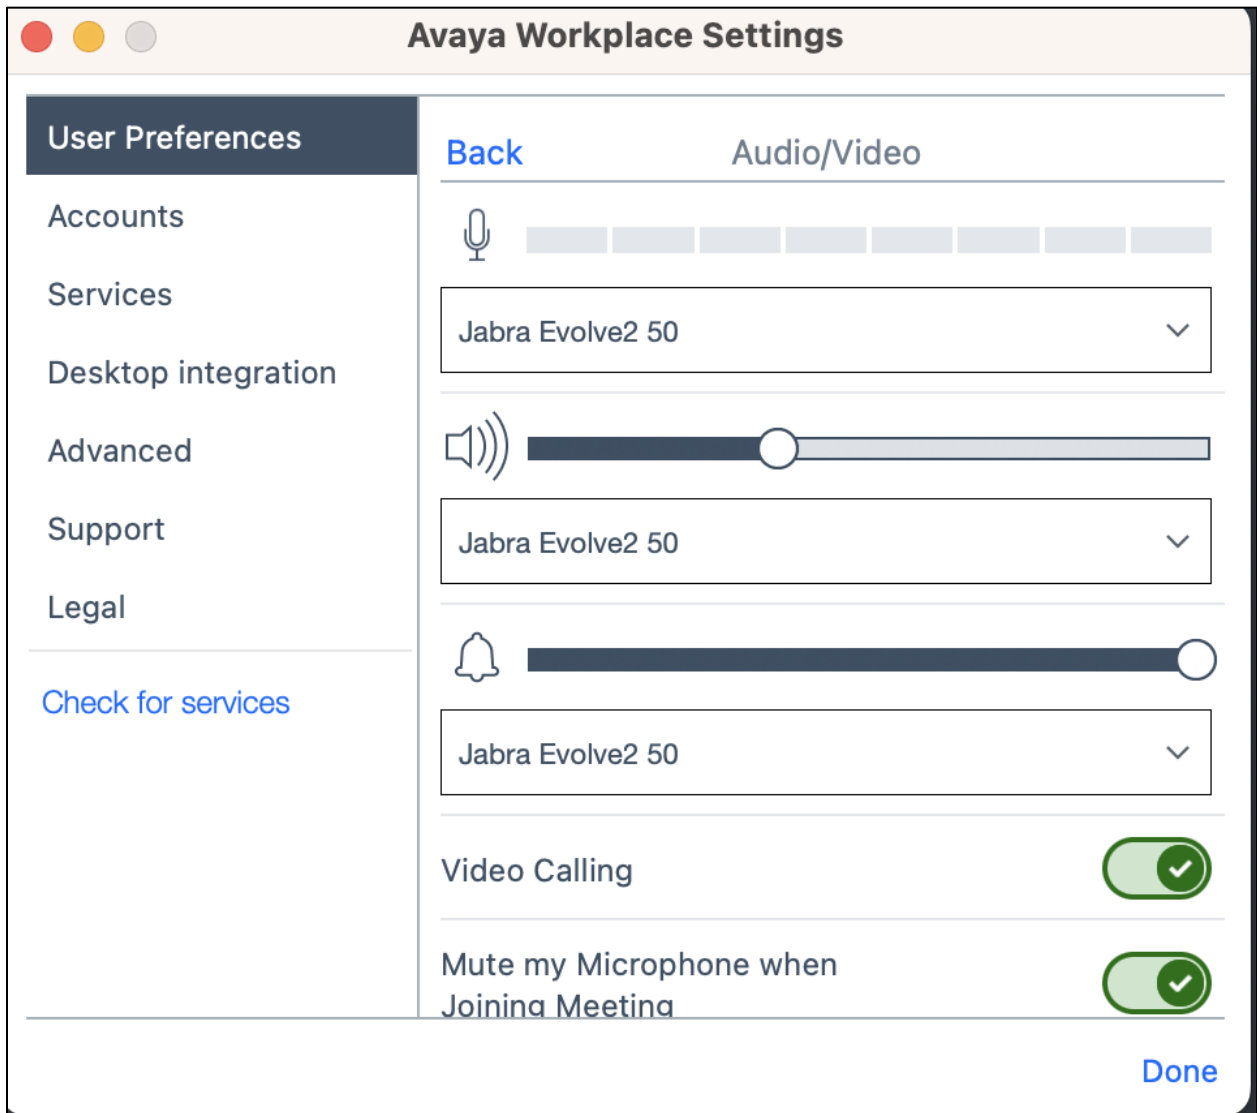 Avaya Workplace Settings
User Preferences
Accounts
Services
Desktop integration
Advanced
Support
Legal
Check for services
Back
Audio/Video
Jabra Evolve2 50
Jabra Evolve2 50
Jabra Evolve2 50
Video Calling
Mute my Microphone when
Joining Meeting
Done